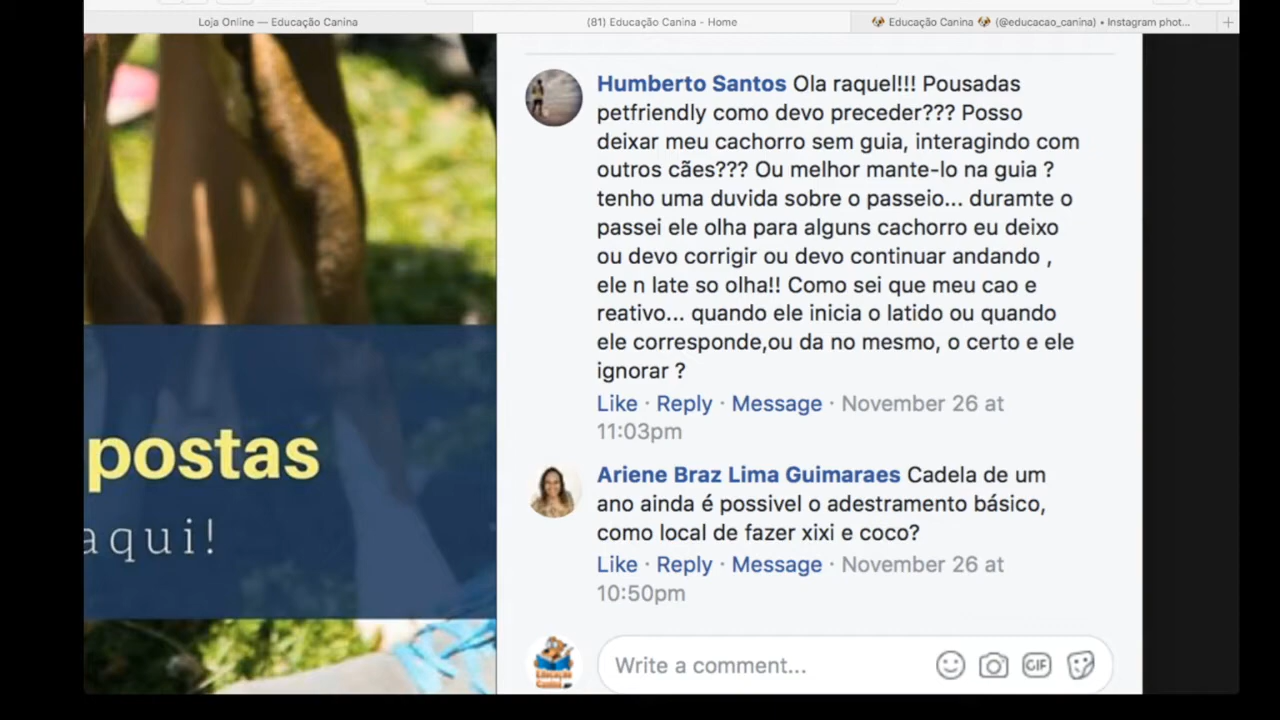 Loja Online — Educação Canina
(81) Educação Canina - Home
🐶 Educação Canina 🐶 (@educacao_canina) • Instagram phot...
Humberto Santos Ola raquel!!! Pousadas
petfriendly como devo preceder??? Posso
deixar meu cachorro sem guia, interagindo com
outros cães??? Ou melhor mante-lo na guia ?
tenho uma duvida sobre o passeio... duramte o
passei ele olha para alguns cachorro eu deixo
ou devo corrigir ou devo continuar andando ,
ele n late so olha!! Como sei que meu cao e
reativo... quando ele inicia o latido ou quando
ele corresponde,ou da no mesmo, o certo e ele
ignorar ?
Like · Reply · Message · November 26 at
11:03pm
postas
aqui!
Ariene Braz Lima Guimaraes Cadela de um
ano ainda é possivel o adestramento básico,
como local de fazer xixi e coco?
Like · Reply · Message · November 26 at
10:50pm
Educação
Canina
Write a comment...
GIF